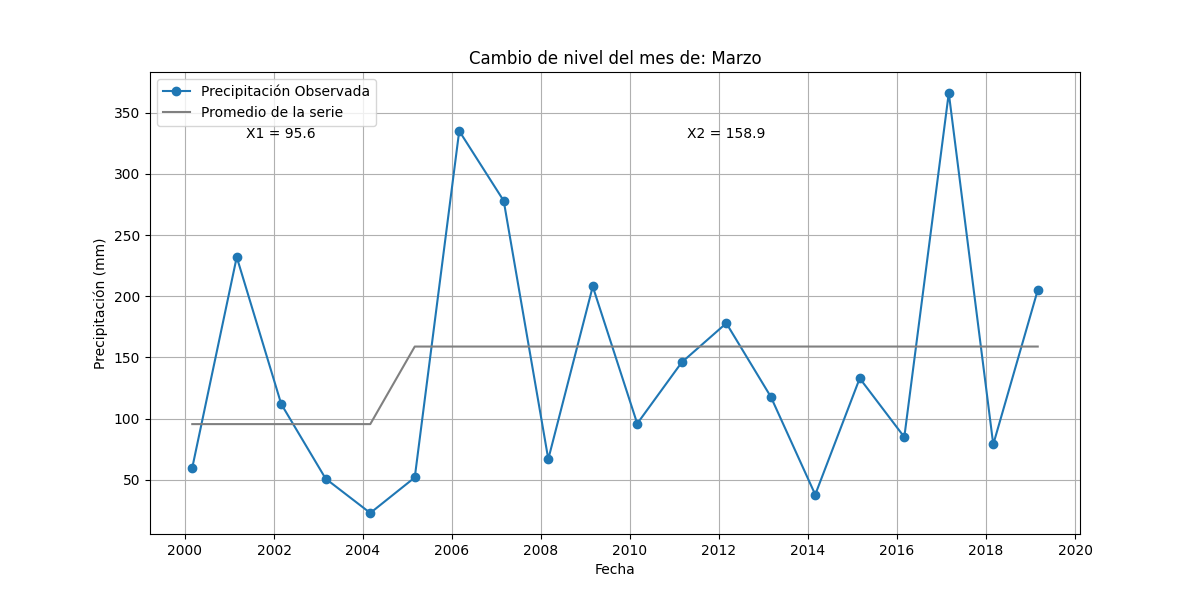 Cambio de nivel del mes de: Marzo
Precipitación Observada
Promedio de la serie
X1 = 95.6
X2 = 158.9
Precipitación (mm)
350
300
250
200
150
100
50
2000 2002 2004 2006 2008 2010 2012 2014 2016 2018 2020
Fecha